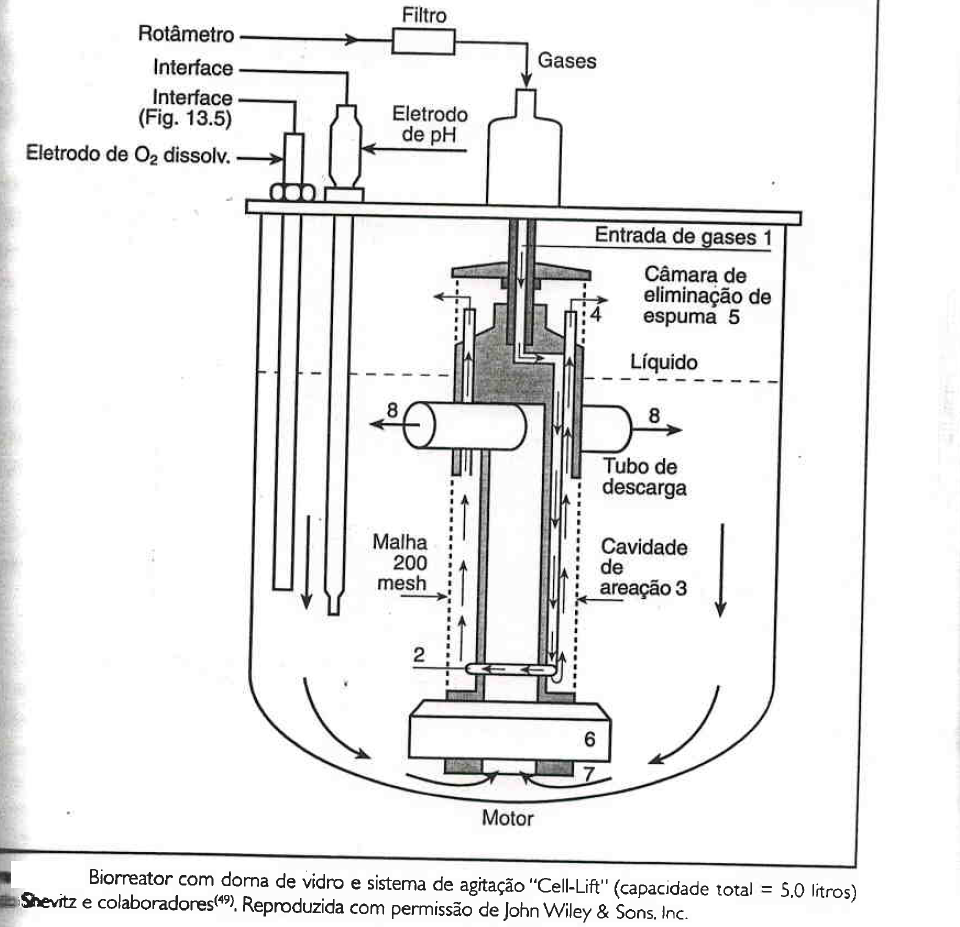 Filtro
Rotâmetro
Gases
Interface
Interface
(Fig. 13.5)
Eletrodo
de pH
Eletrodo de O₂ dissolv.
Entrada de gases 1
Câmara de
eliminação de
espuma 5
4
Líquido
8
8
Tubo de
descarga
Malha
200
mesh
Cavidade
de
areação 3
2
6
7
Motor
Biorreator com dorna de vidro e sistema de agitação "Cell-Lift" (capacidade total = 5,0 litros)
Shevitz e colaboradores(49). Reproduzida com permissão de John Wiley & Sons, Inc.